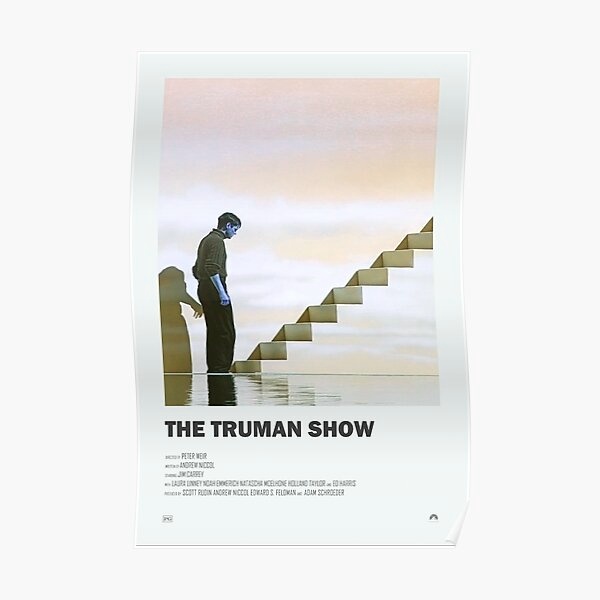 THE TRUMAN SHOW
DIRECTED BY PETER WEIR
WRITTEN BY ANDREW NICCOL
STARRING JIM CARREY
WITH LAURA LINNEY NOAH EMMERICH NATASCHA MCELHONE HOLLAND TAYLOR AND ED HARRIS
PRODUCED BY SCOTT RUDIN ANDREW NICCOL EDWARD S. FELDMAN AND ADAM SCHROEDER
PG